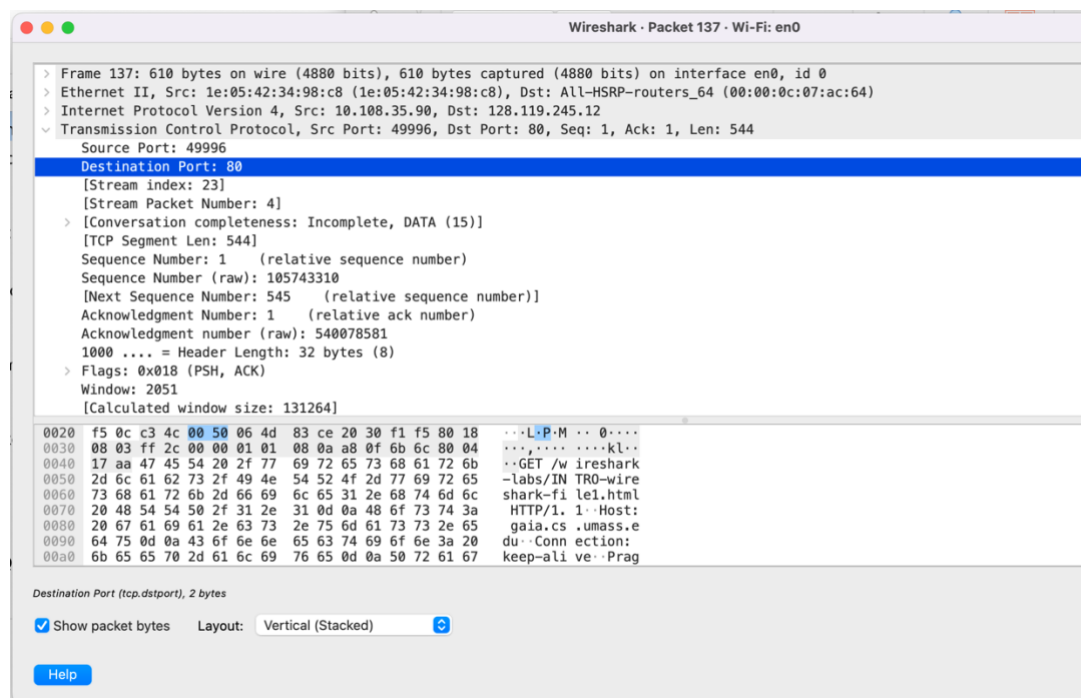 Wireshark · Packet 137 · Wi-Fi: en0
Frame 137: 610 bytes on wire (4880 bits), 610 bytes captured (4880 bits) on interface en0, id 0
Ethernet II, Src: 1e:05:42:34:98:c8 (1e:05:42:34:98:c8), Dst: All-HSRP-routers_64 (00:00:0c:07:ac:64)
Internet Protocol Version 4, Src: 10.108.35.90, Dst: 128.119.245.12
Transmission Control Protocol, Src Port: 49996, Dst Port: 80, Seq: 1, Ack: 1, Len: 544
Source Port: 49996
Destination Port: 80
[Stream index: 23]
[Stream Packet Number: 4]
[Conversation completeness: Incomplete, DATA (15)]
[TCP Segment Len: 544]
Sequence Number: 1    (relative sequence number)
Sequence Number (raw): 105743310
[Next Sequence Number: 545    (relative sequence number)]
Acknowledgment Number: 1    (relative ack number)
Acknowledgment number (raw): 540078581
1000 .... = Header Length: 32 bytes (8)
Flags: 0x018 (PSH, ACK)
Window: 2051
[Calculated window size: 131264]
0020  f5 0c c3 4c 00 50 06 4d  83 ce 20 30 f1 f5 80 18  ···L·P·M ·· 0····
0030  08 03 ff 2c 00 00 01 01  08 0a a8 0f 6b 6c 80 04  ···,···· ····kl··
0040  17 aa 47 45 54 20 2f 77  69 72 65 73 68 61 72 6b  ··GET /w ireshark
0050  2d 6c 61 62 73 2f 49 4e  54 52 4f 2d 77 69 72 65  -labs/IN TRO-wire
0060  73 68 61 72 6b 2d 66 69  6c 65 31 2e 68 74 6d 6c  shark-fi le1.html
0070  20 48 54 54 50 2f 31 2e  31 0d 0a 48 6f 73 74 3a  HTTP/1. 1··Host:
0080  20 67 61 69 61 2e 63 73  2e 75 6d 61 73 73 2e 65  gaia.cs .umass.e
0090  64 75 0d 0a 43 6f 6e 6e  65 63 74 69 6f 6e 3a 20  du··Conn ection:
00a0  6b 65 65 70 2d 61 6c 69  76 65 0d 0a 50 72 61 67  keep-ali ve··Prag
Destination Port (tcp.dstport), 2 bytes
Show packet bytes    Layout:    Vertical (Stacked)
Help